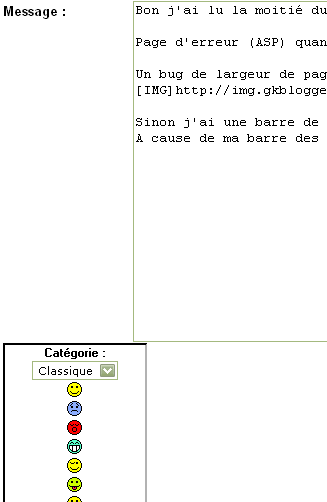 Message :
Bon j'ai lu la moitié du
Page d'erreur (ASP) quan
Un bug de largeur de pag
[IMG]http://img.gkblogge
Sinon j'ai une barre de
A cause de ma barre des
Catégorie :
Classique